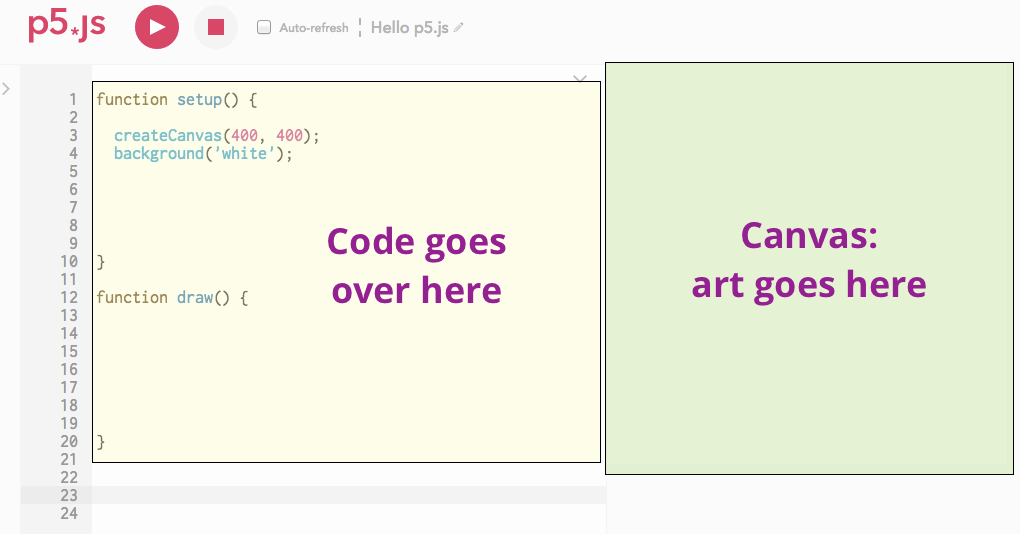 p5.js
Auto-refresh
Hello p5.js
1 function setup() {
2
3 createCanvas(400, 400);
4 background('white');
5
6
7
8
9
10 }
11
12 function draw() {
13
14
15
16
17
18
19
20 }
21
22
23
24
Code goes
over here
Canvas:
art goes here